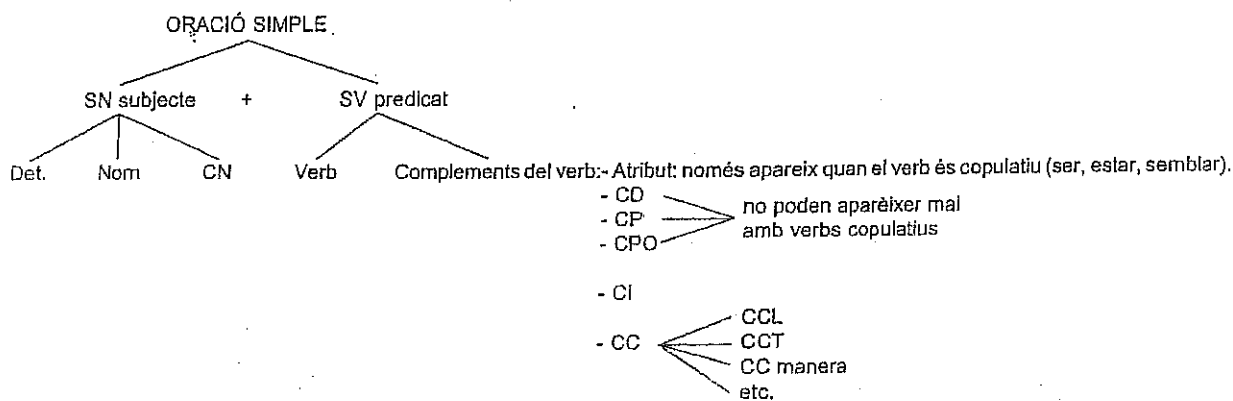 ORACIÓ SIMPLE
SN subjecte + SV predicat
Det. Nom CN Verb Complements del verb:- Atribut: només apareix quan el verb és copulatiu (ser, estar, semblar).
- CD
- CP
- CPO
no poden aparèixer mai
amb verbs copulatius
- CI
- CC
CCL
CCT
CC manera
etc.